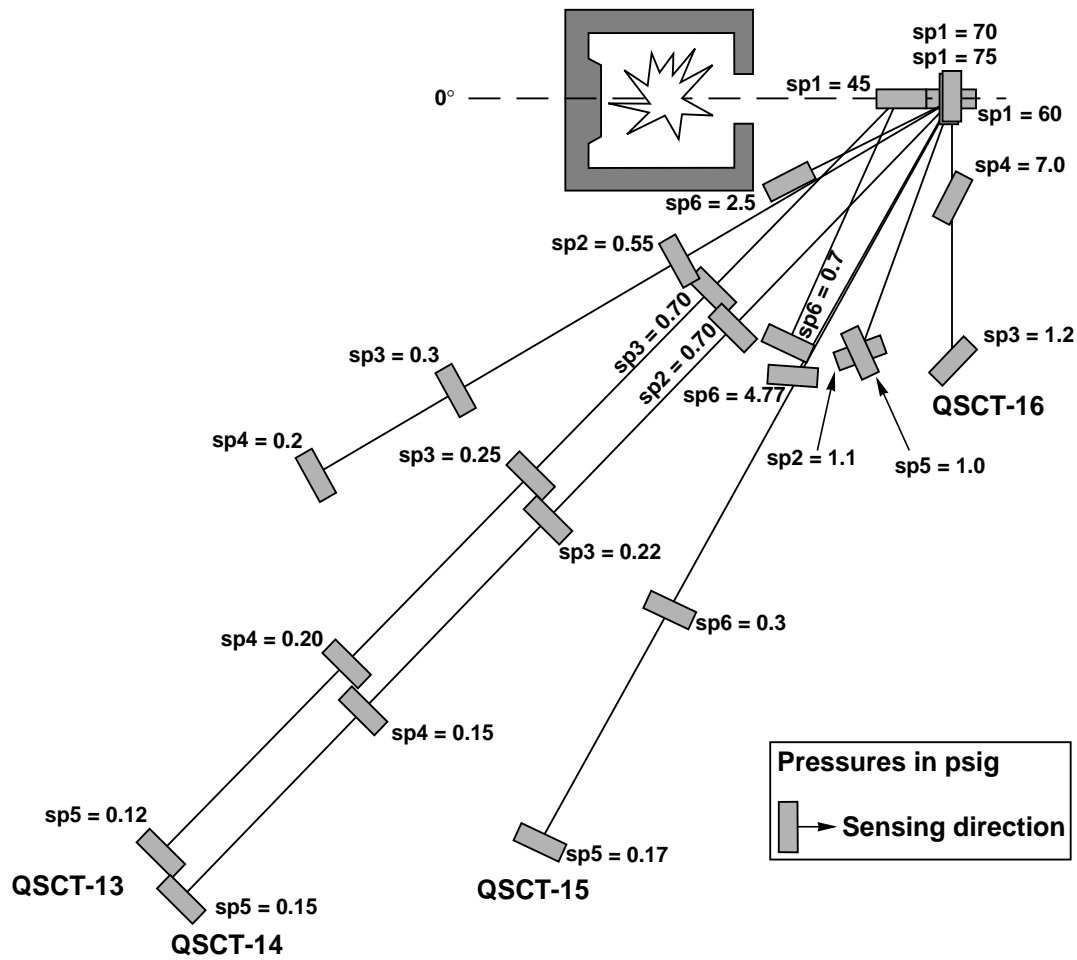 sp1 = 70
sp1 = 75
sp1 = 45
0°
sp1 = 60
sp4 = 7.0
sp6 = 2.5
sp2 = 0.55
sp6 = 0.7
sp3 = 0.70
sp2 = 0.70
sp3 = 0.3
sp3 = 1.2
sp6 = 4.77
QSCT-16
sp4 = 0.2
sp3 = 0.25
sp2 = 1.1
sp5 = 1.0
sp3 = 0.22
sp6 = 0.3
sp4 = 0.20
sp4 = 0.15
Pressures in psig
Sensing direction
sp5 = 0.12
sp5 = 0.17
QSCT-13
QSCT-15
sp5 = 0.15
QSCT-14